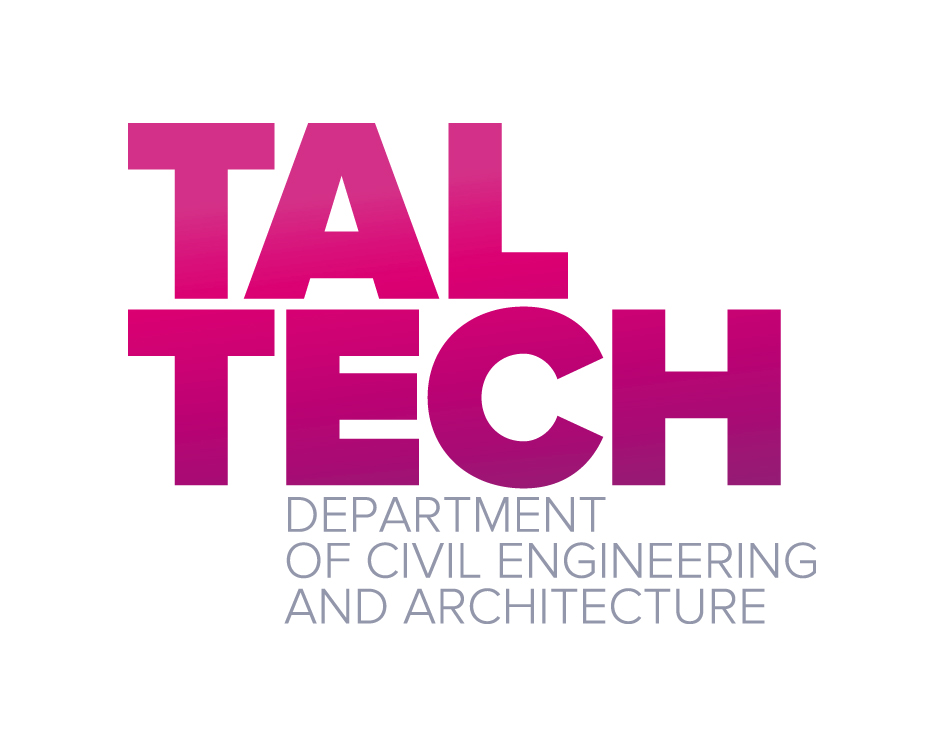 TAL
TECH
DEPARTMENT
OF CIVIL ENGINEERING
AND ARCHITECTURE